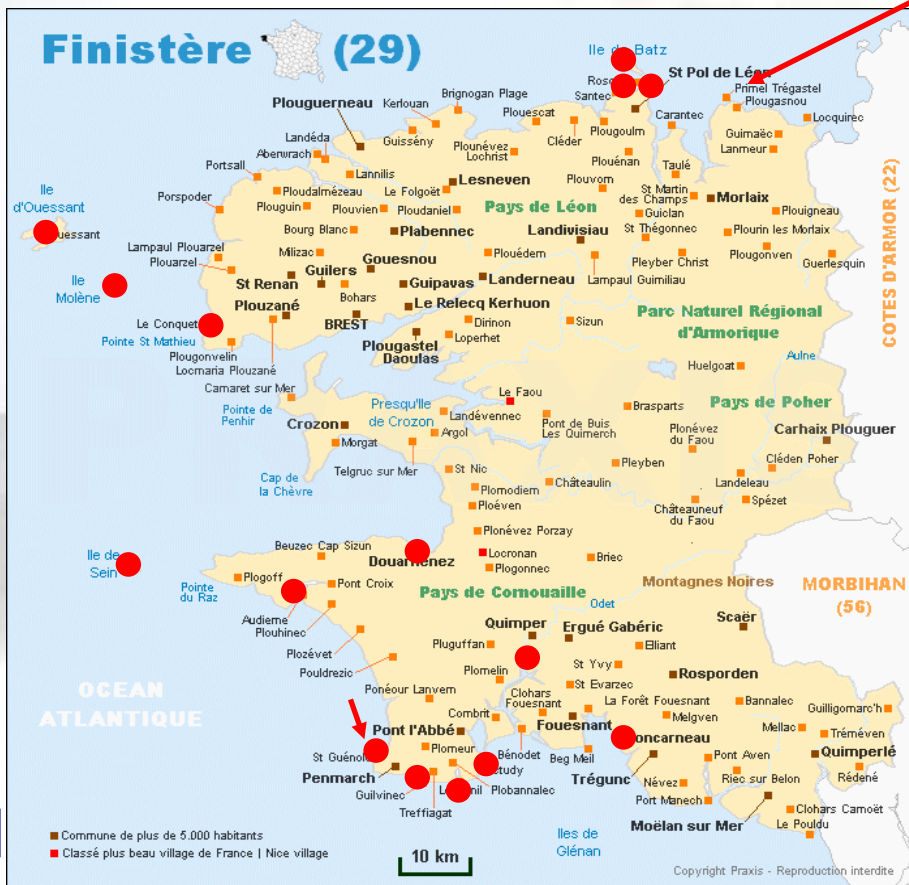 Finistère (29)
Ile de Batz
St Pol de Léon
Santec
Primel Trégastel
Plougasnou
Locquirec
Plouguerneau
Kerlouan
Brignogan Plage
Plouescat
Cléder
Plougoulm
Carantec
Guimaëc
Lanmeur
Landéda
Aberwrach
Guissény
Plounévez
Lochrist
Plouénan
Taulé
Portsall
Lannilis
Lesneven
Le Folgoët
Plouvorn
St Martin
des Champs
Morlaix
Ile
d'Ouessant
Porspoder
Ploudalmézeau
Plouguin
Plouvien
Ploudaniel
Pays de Léon
Guiclan
Plouigneau
Bourg Blanc
Plabennec
Landivisiau
St Thégonnec
Plourin les Morlaix
Lampaul Plouarzel
Plouarzel
Milizac
Gouesnou
Plouédern
Pleyber Christ
Plougonven
Guerlesquin
Ile
Molène
St Renan
Guilers
Bohars
Guipavas
Landerneau
Lampaul Guimiliau
Plouzané
Le Relecq Kerhuon
Parc Naturel Régional
d'Armorique
COTES D'ARMOR (22)
Le Conquet
Pointe St Mathieu
BREST
Dirinon
Loperhet
Sizun
Plougonvelin
Locmaria Plouzané
Plougastel
Daoulas
Aulne
Camaret sur Mer
Huelgoat
Le Faou
Pointe de
Penhir
Presqu'Ile
de Crozon
Landévennec
Brasparts
Pays de Poher
Crozon
Argol
Pont de Buis
Les Quimerch
Plonévez
du Faou
Carhaix Plouguer
Morgat
Telgruc sur Mer
Cap de
la Chèvre
St Nic
Pleyben
Cléden Poher
Plomodiern
Châteaulin
Landeleau
Ploéven
Châteauneuf
du Faou
Spézet
Plonévez Porzay
Ile de
Sein
Beuzec Cap Sizun
Locronan
Briec
Plogonnec
Plogoff
Pont Croix
Pays de Cornouaille
Montagnes Noires
MORBIHAN
(56)
Pointe
du Raz
Audierne
Plouhinec
Odet
Quimper
Ergué Gabéric
Scaër
Plozévet
Pluguffan
Elliant
Pouldrezic
Plomelin
St Yvy
Rosporden
OCEAN
ATLANTIQUE
Ponéour Lanvern
Clohars
Fouesnant
St Evarzec
La Forêt Fouesnant
Bannalec
Guilligomarc'h
Combrit
Fouesnant
Melgven
Mellac
Tréméven
Pont l'Abbé
Plomeur
Bénodet
Quimperlé
Penmarch
Beg Meil
Pont Aven
Trégunc
Riec sur Belon
Rédené
Guilvinec
Plobannalec
Névez
Port Manech
Treffiagat
Moëlan sur Mer
Clohars Carnoët
Le Pouldu
Iles de
Glénan
Commune de plus de 5.000 habitants
Classé plus beau village de France | Nice village
10 km
Copyright Praxis - Reproduction interdite